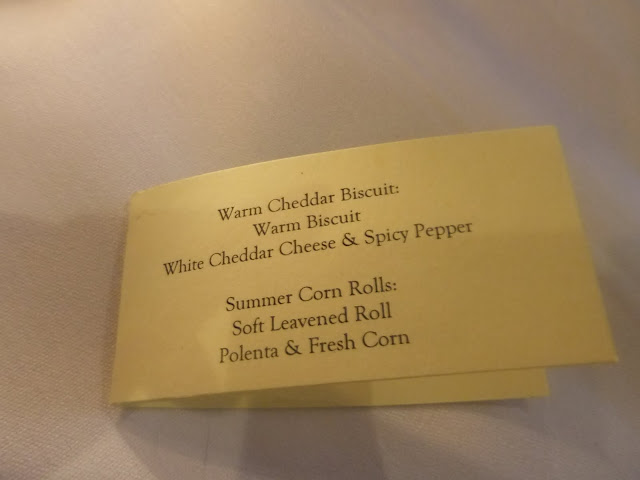 Warm Cheddar Biscuit:
Warm Biscuit
White Cheddar Cheese & Spicy Pepper
Summer Corn Rolls:
Soft Leavened Roll
Polenta & Fresh Corn